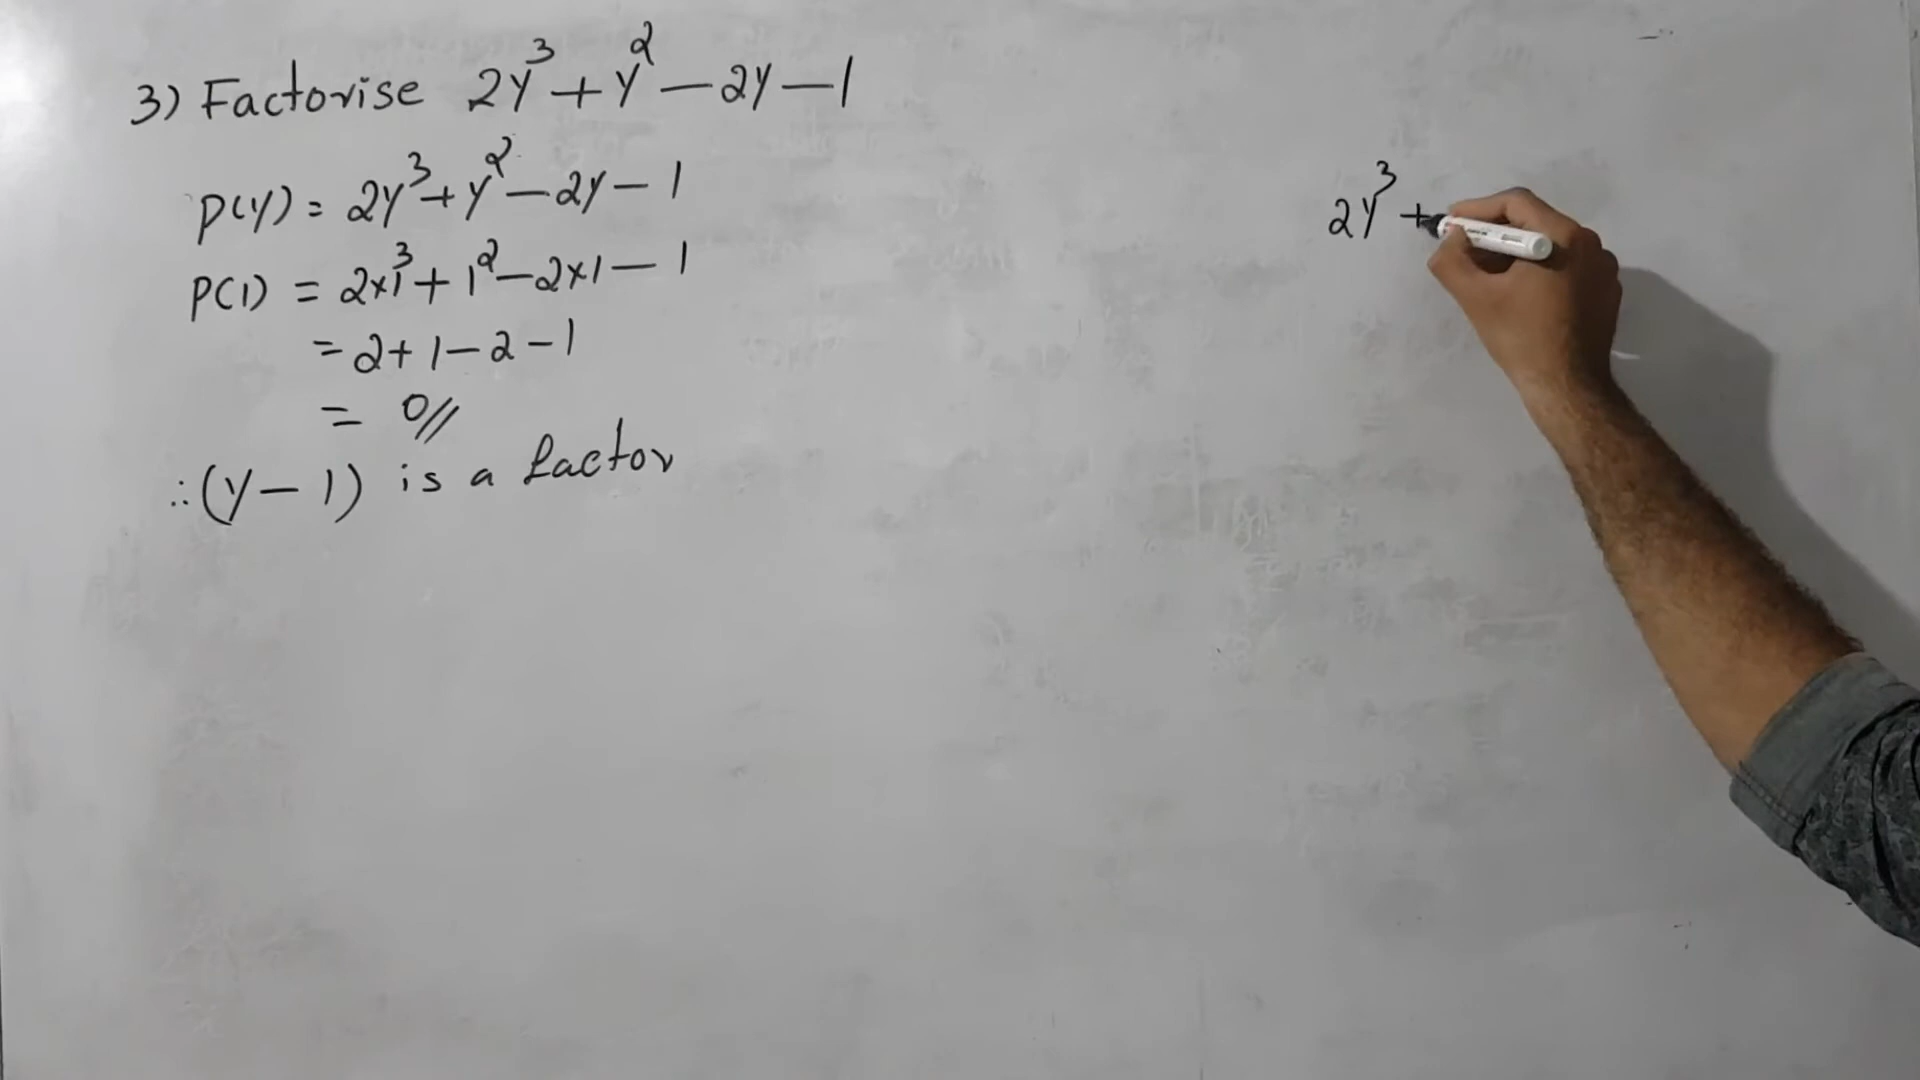 3) Factorise 2y³ + y² - 2y - 1
P(y) = 2y³ + y² - 2y - 1
P(1) = 2×1³ + 1² - 2×1 - 1
= 2 + 1 - 2 - 1
= 0//
∴ (y - 1) is a factor
2y³ +